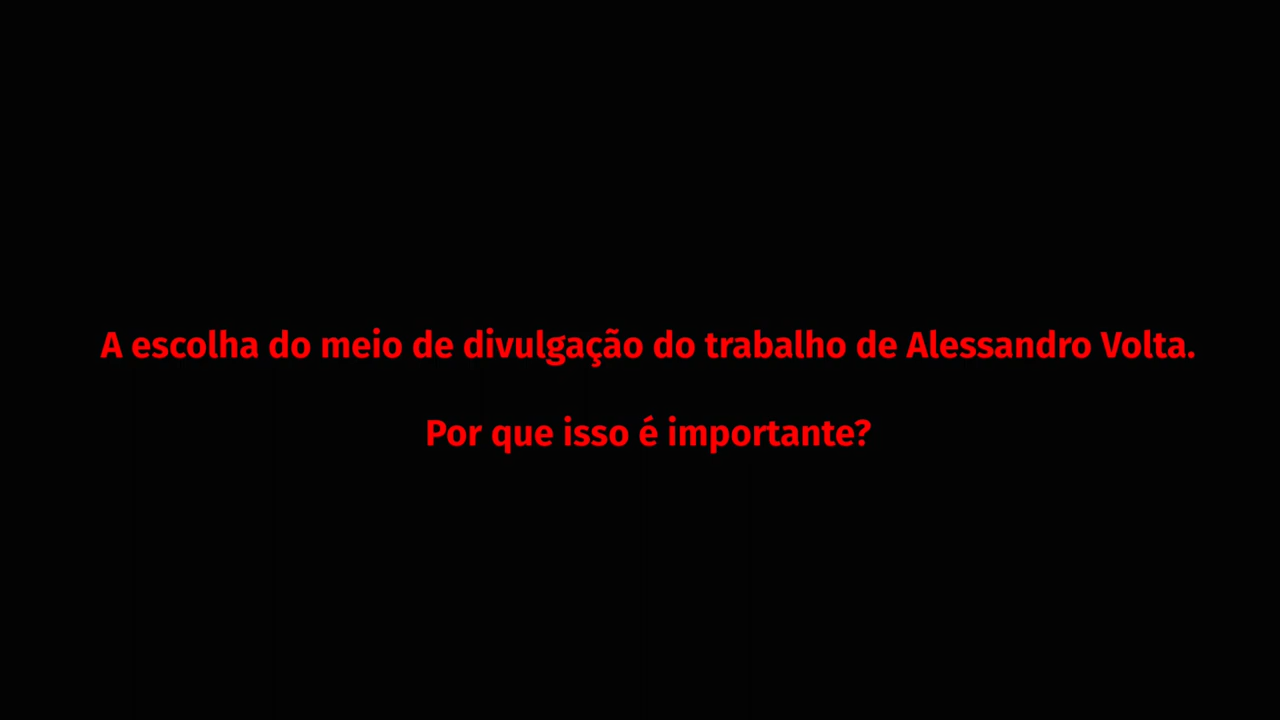 A escolha do meio de divulgação do trabalho de Alessandro Volta.
Por que isso é importante?